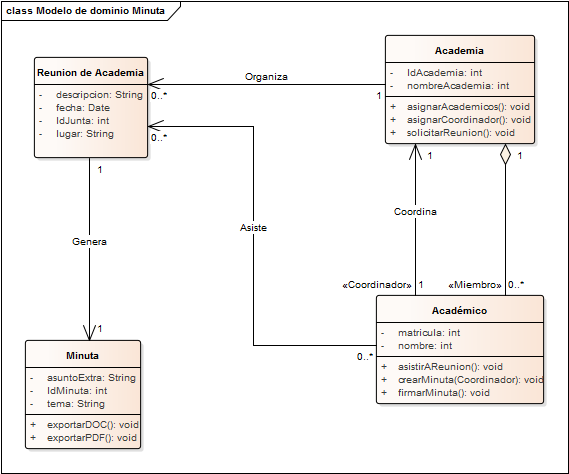 class Modelo de dominio Minuta
Reunion de Academia
- descripcion: String
- fecha: Date
- IdJunta: int
- lugar: String
Academia
- IdAcademia: int
- nombreAcademia: int
+ asignarAcademicos(): void
+ asignarCoordinador(): void
+ solicitarReunion(): void
Organiza
0..*
1
0..*
1
1
1
Coordina
Asiste
Genera
«Coordinador»
1
«Miembro»
0..*
1
0..*
Académico
- matricula: int
- nombre: int
+ asistirAReunion(): void
+ crearMinuta(Coordinador): void
+ firmarMinuta(): void
Minuta
- asuntoExtra: String
- IdMinuta: int
- tema: String
+ exportarDOC(): void
+ exportarPDF(): void